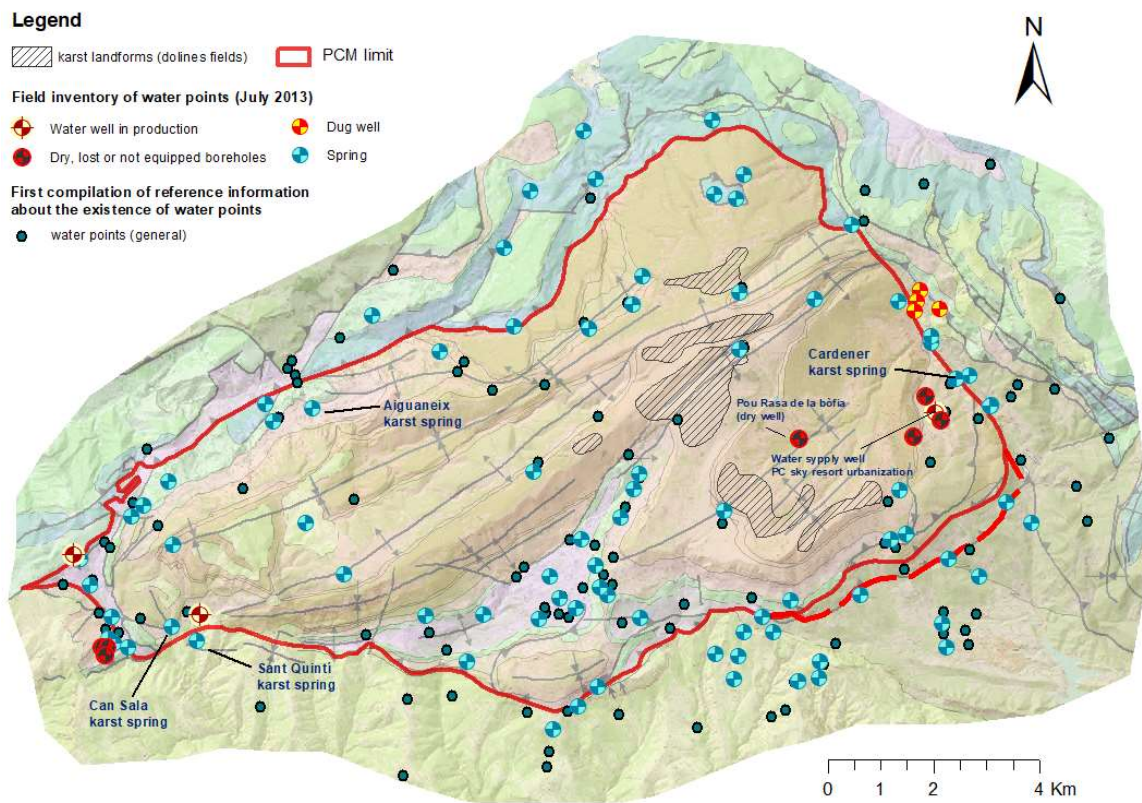 Legend
karst landforms (dolines fields)
PCM limit
Field inventory of water points (July 2013)
Water well in production
Dug well
Dry, lost or not equipped boreholes
Spring
First compilation of reference information
about the existence of water points
water points (general)
N
Cardener
karst spring
Aiguaneix
karst spring
Pou Rasa de la bòfia
(dry well)
Water sypply well
PC sky resort urbanization
Sant Quintí
karst spring
Can Sala
karst spring
0 1 2 4 Km